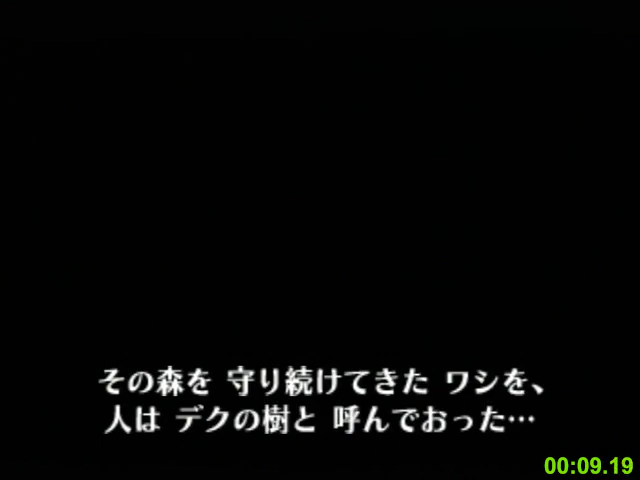 その森を 守り続けてきた ワシを、
人は デクの樹と 呼んでおった…
00:09.19